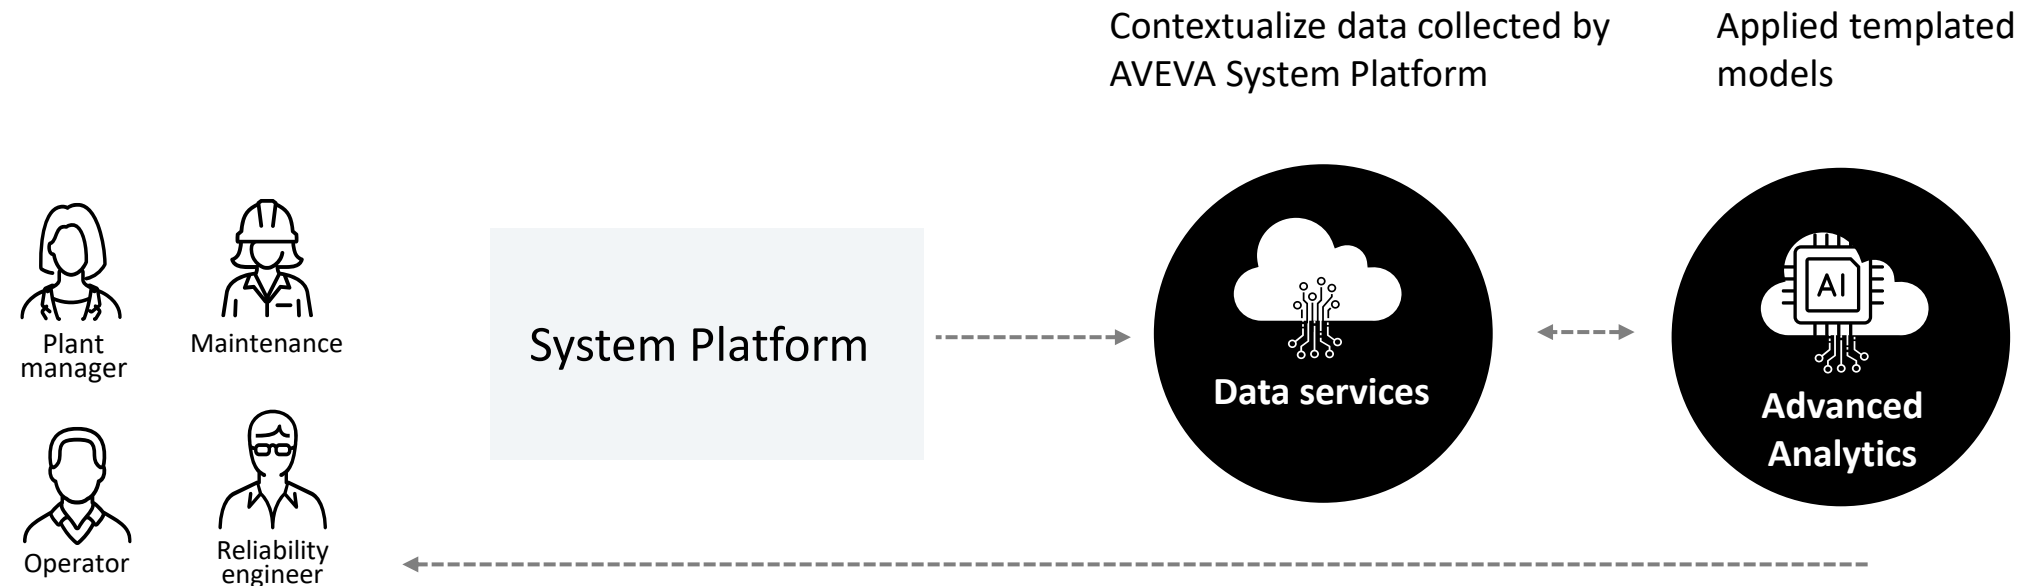 Contextualize data collected by
AVEVA System Platform
Applied templated
models
Plant
manager
Maintenance
Operator
Reliability
engineer
System Platform
Data services
AI
Advanced
Analytics